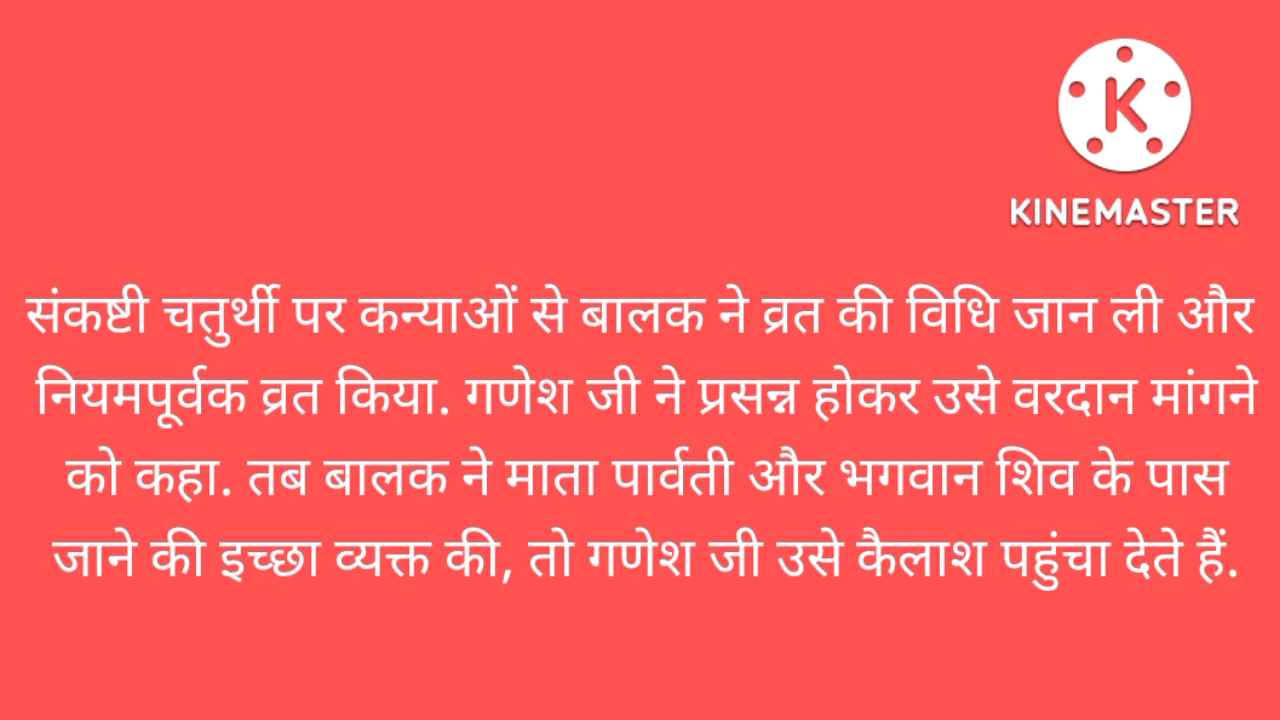 K
KINEMASTER
संकष्टी चतुर्थी पर कन्याओं से बालक ने व्रत की विधि जान ली और
नियमपूर्वक व्रत किया. गणेश जी ने प्रसन्न होकर उसे वरदान मांगने
को कहा. तब बालक ने माता पार्वती और भगवान शिव के पास
जाने की इच्छा व्यक्त की, तो गणेश जी उसे कैलाश पहुंचा देते हैं.